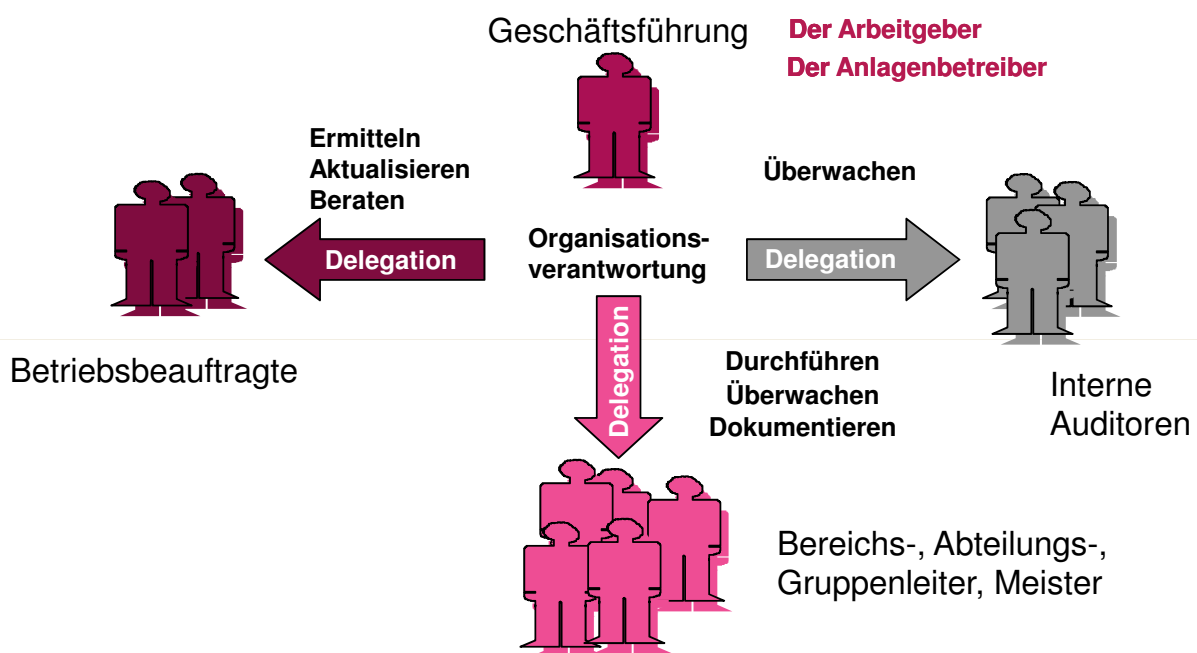 Geschäftsführung
Der Arbeitgeber
Der Anlagenbetreiber
Ermitteln
Aktualisieren
Beraten
Überwachen
Delegation
Organisations-
verantwortung
Delegation
Delegation
Betriebsbeauftragte
Durchführen
Überwachen
Dokumentieren
Interne
Auditoren
Bereichs-, Abteilungs-,
Gruppenleiter, Meister